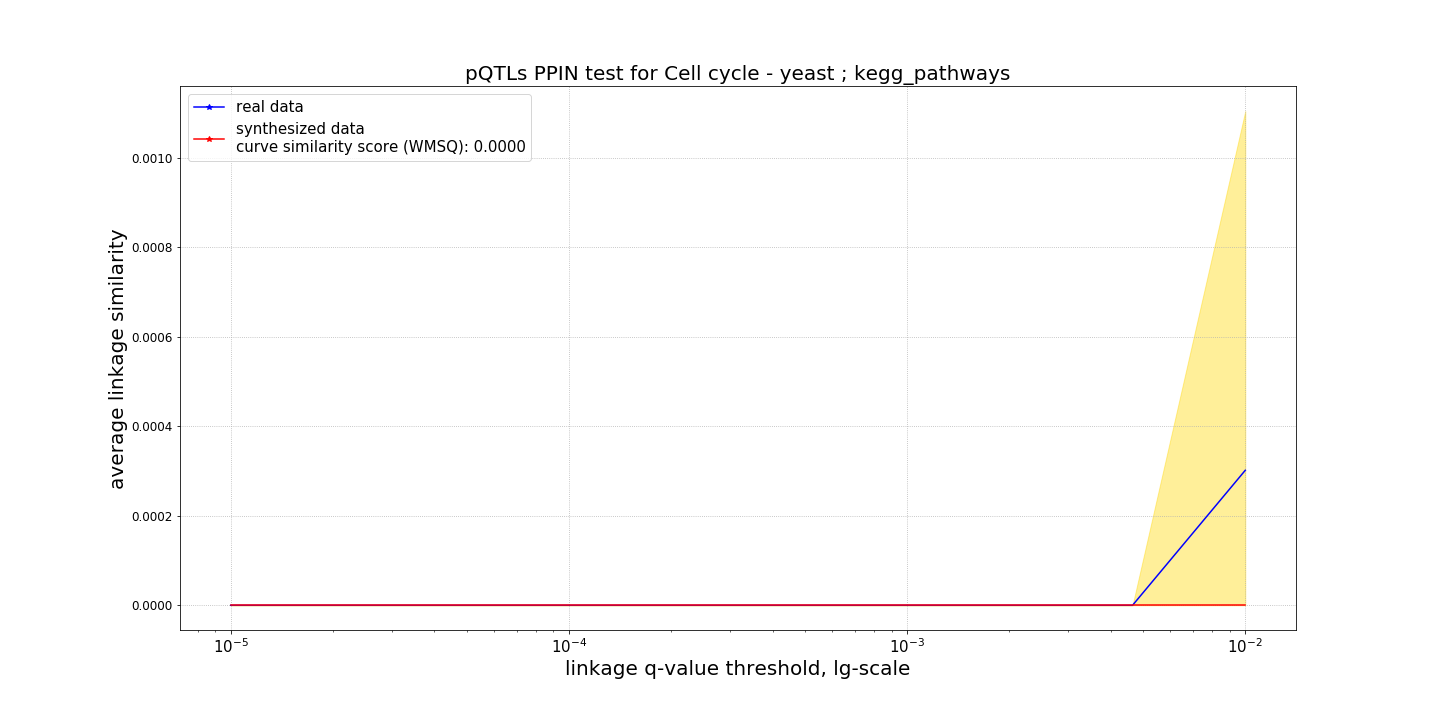 pQTLs PPIN test for Cell cycle - yeast ; kegg_pathways
real data
synthesized data
curve similarity score (WMSQ): 0.0000
average linkage similarity
0.0010
0.0008
0.0006
0.0004
0.0002
0.0000
10⁻⁵ 10⁻⁴ 10⁻³ 10⁻²
linkage q-value threshold, lg-scale